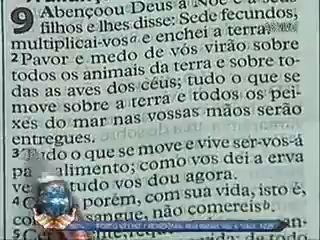 9 Abençoou Deus a Noé e a seus
filhos e lhes disse: Sede fecundos,
multiplicai-vos a e enchei a terra.
2 Pavor e medo de vós virão sobre
todos os animais da terra e sobre to-
das as aves dos céus; tudo o que se
move sobre a terra e todos os pei-
xes do mar nas vossas mãos serão
entregues.
3 Tudo o que se move e vive ser-vos-á
para alimento; como vos dei a erva
tudo vos dou agora.
4 porém, com sua vida, isto é,
sangue, não comereis.